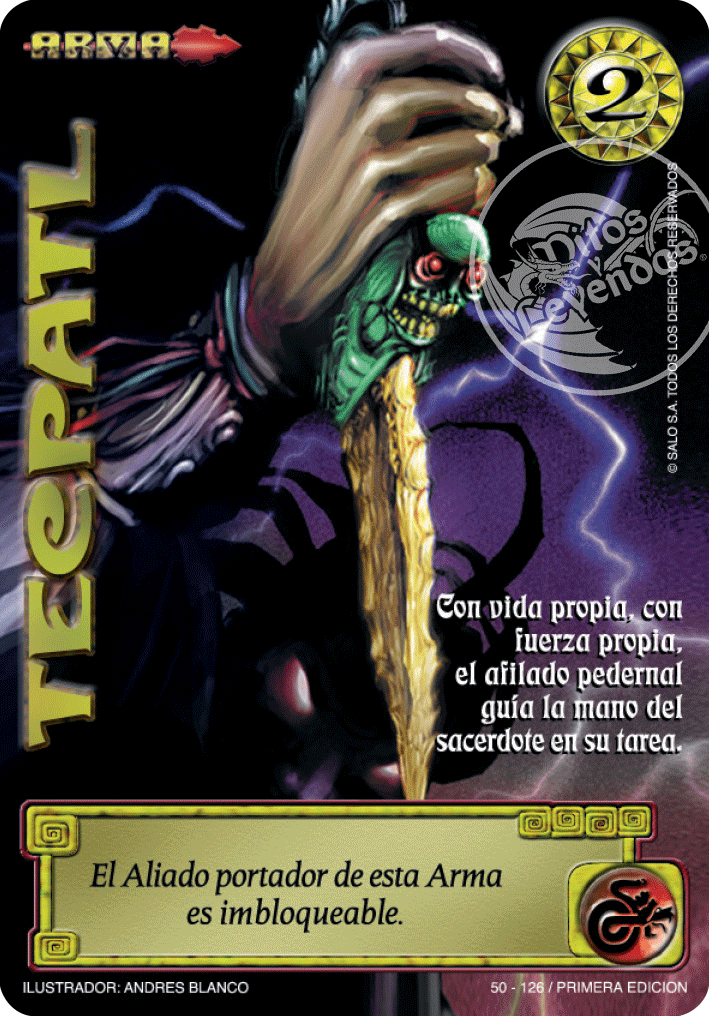 ARMA
2
TECPATL
Mitos
y
Leyendas
© SALO S.A. TODOS LOS DERECHOS RESERVADOS
Con vida propia, con
fuerza propia,
el afilado pedernal
guía la mano del
sacerdote en su tarea.
El Aliado portador de esta Arma
es imbloqueable.
ILUSTRADOR: ANDRES BLANCO
50 - 126 / PRIMERA EDICION